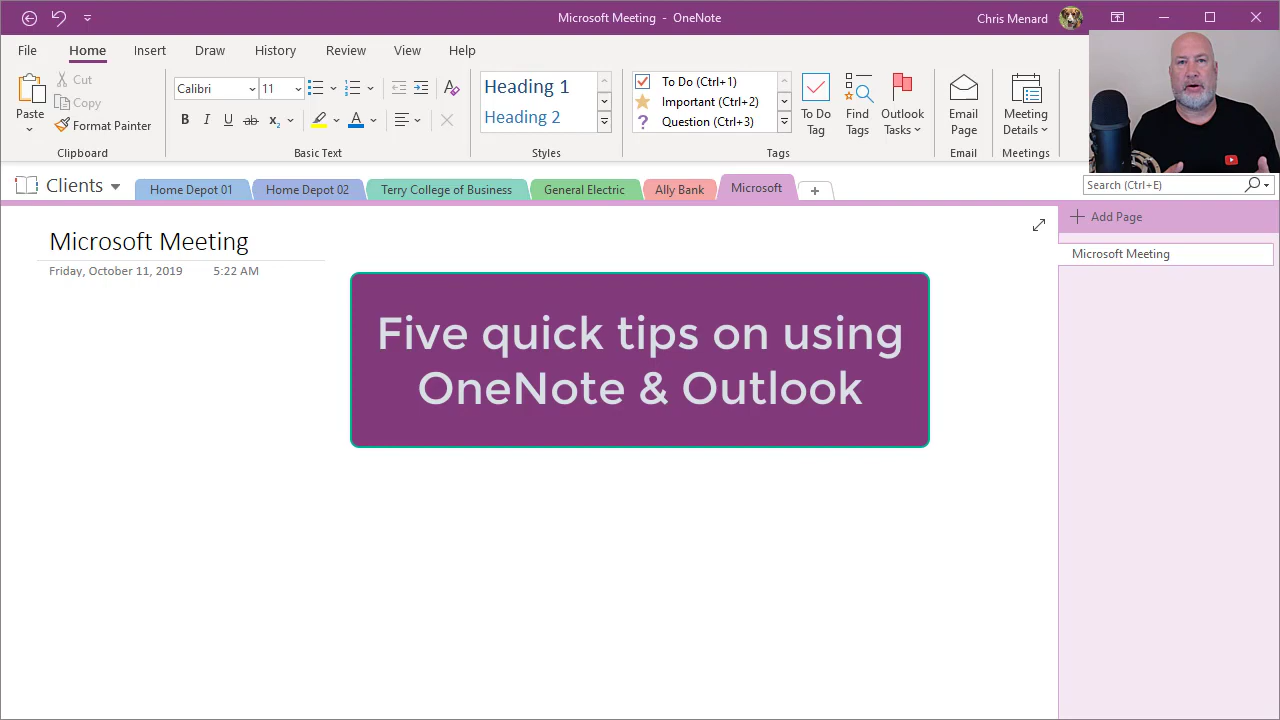 Microsoft Meeting - OneNote
Chris Menard
File Home Insert Draw History Review View Help
Paste
Cut
Copy
Format Painter
Clipboard
Calibri 11
B I U ab x₂ A A
Basic Text
Heading 1
Heading 2
Styles
To Do (Ctrl+1)
Important (Ctrl+2)
? Question (Ctrl+3)
To Do
Tag
Find
Tags
Outlook
Tasks
Tags
Email
Page
Email
Meeting
Details
Meetings
Clients
Home Depot 01 Home Depot 02 Terry College of Business General Electric Ally Bank Microsoft +
Search (Ctrl+E)
Add Page
Microsoft Meeting
Microsoft Meeting
Friday, October 11, 2019 5:22 AM
Five quick tips on using
OneNote & Outlook